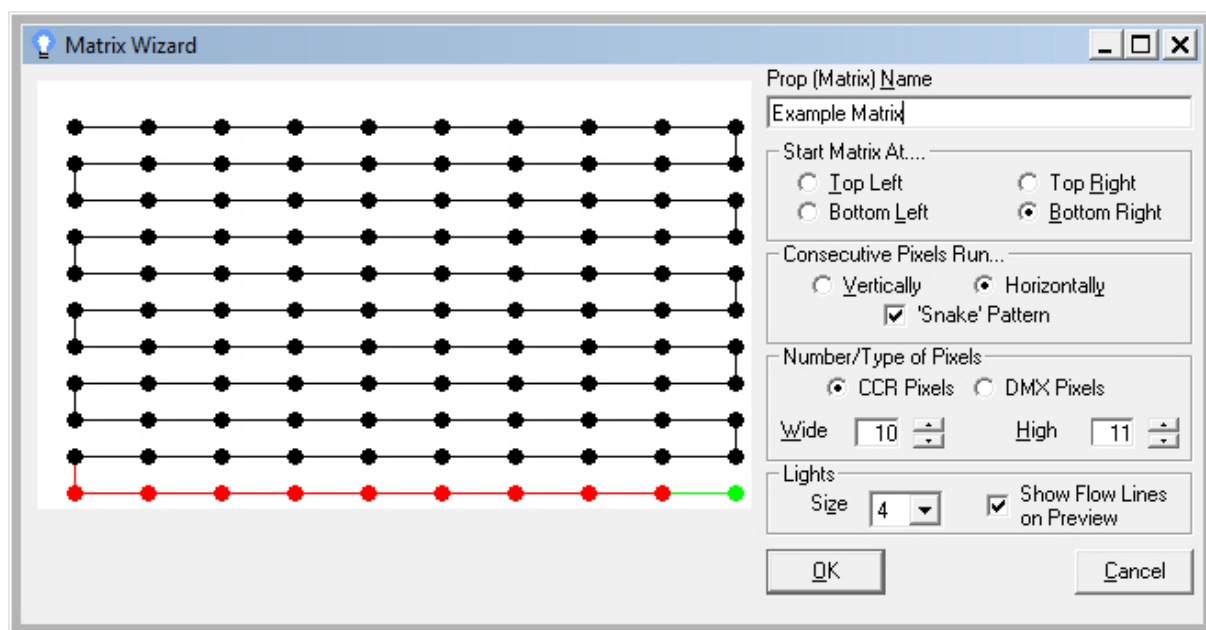 Matrix Wizard
Prop (Matrix) Name
Example Matrix
Start Matrix At....
Top Left Top Right
Bottom Left Bottom Right
Consecutive Pixels Run...
Vertically Horizontally
'Snake' Pattern
Number/Type of Pixels
CCR Pixels DMX Pixels
Wide 10 High 11
Lights
Size 4 Show Flow Lines
on Preview
OK Cancel